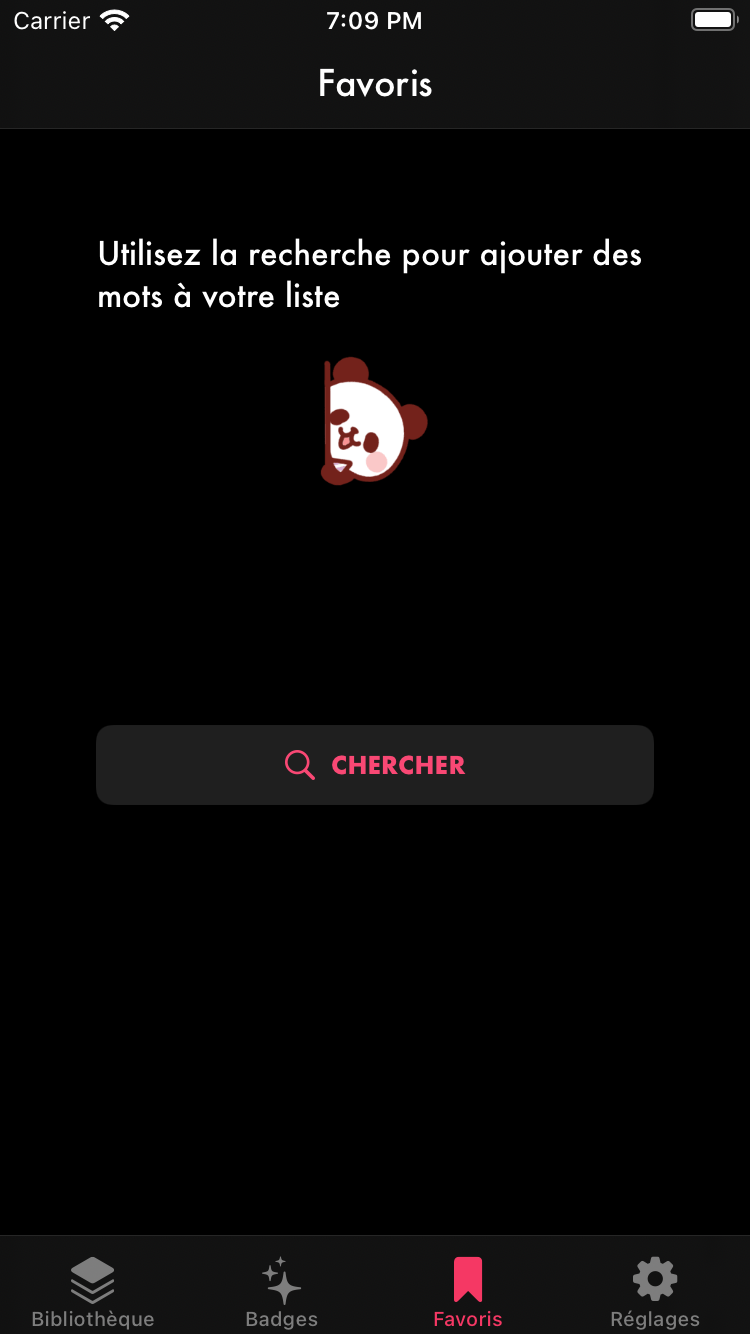 Carrier 7:09 PM
Favoris
Utilisez la recherche pour ajouter des
mots à votre liste
CHERCHER
Bibliothèque Badges Favoris Réglages